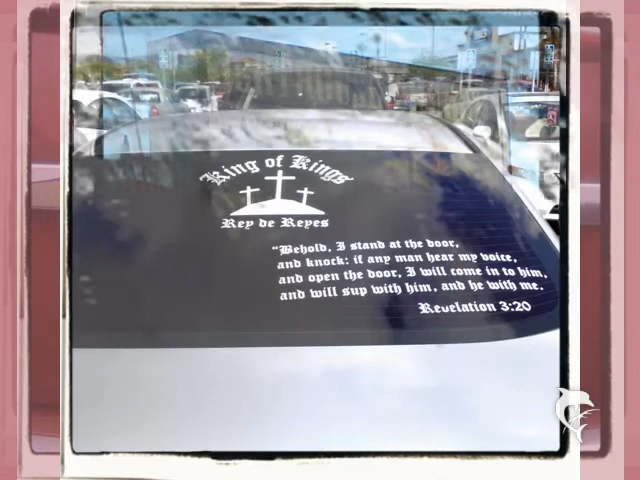 King of Kings
Rey de Reyes
"Behold, I stand at the door,
and knock: if any man hear my voice,
and open the door, I will come in to him,
and will sup with him, and he with me.
Revelation 3:20